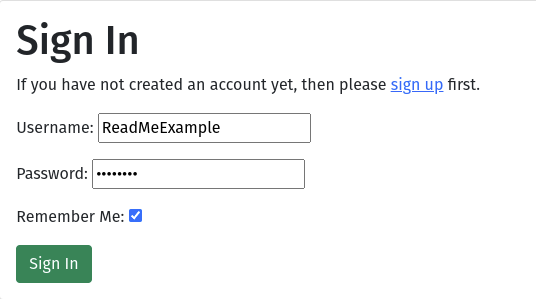 Sign In
If you have not created an account yet, then please sign up first.
Username: ReadMeExample
Password: ••••••••
Remember Me:
Sign In